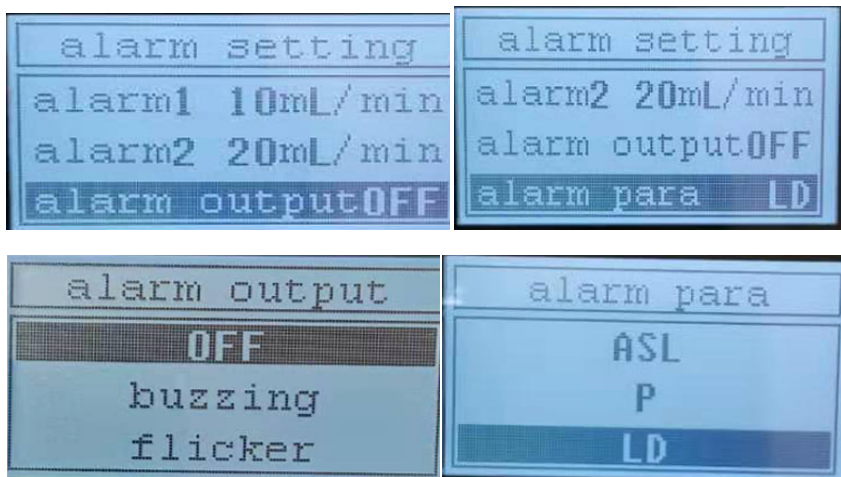 alarm setting
alarm1 10mL/min
alarm2 20mL/min
alarm outputOFF
alarm setting
alarm2 20mL/min
alarm outputOFF
alarm para LD
alarm output
OFF
buzzing
flicker
alarm para
ASL
P
LD